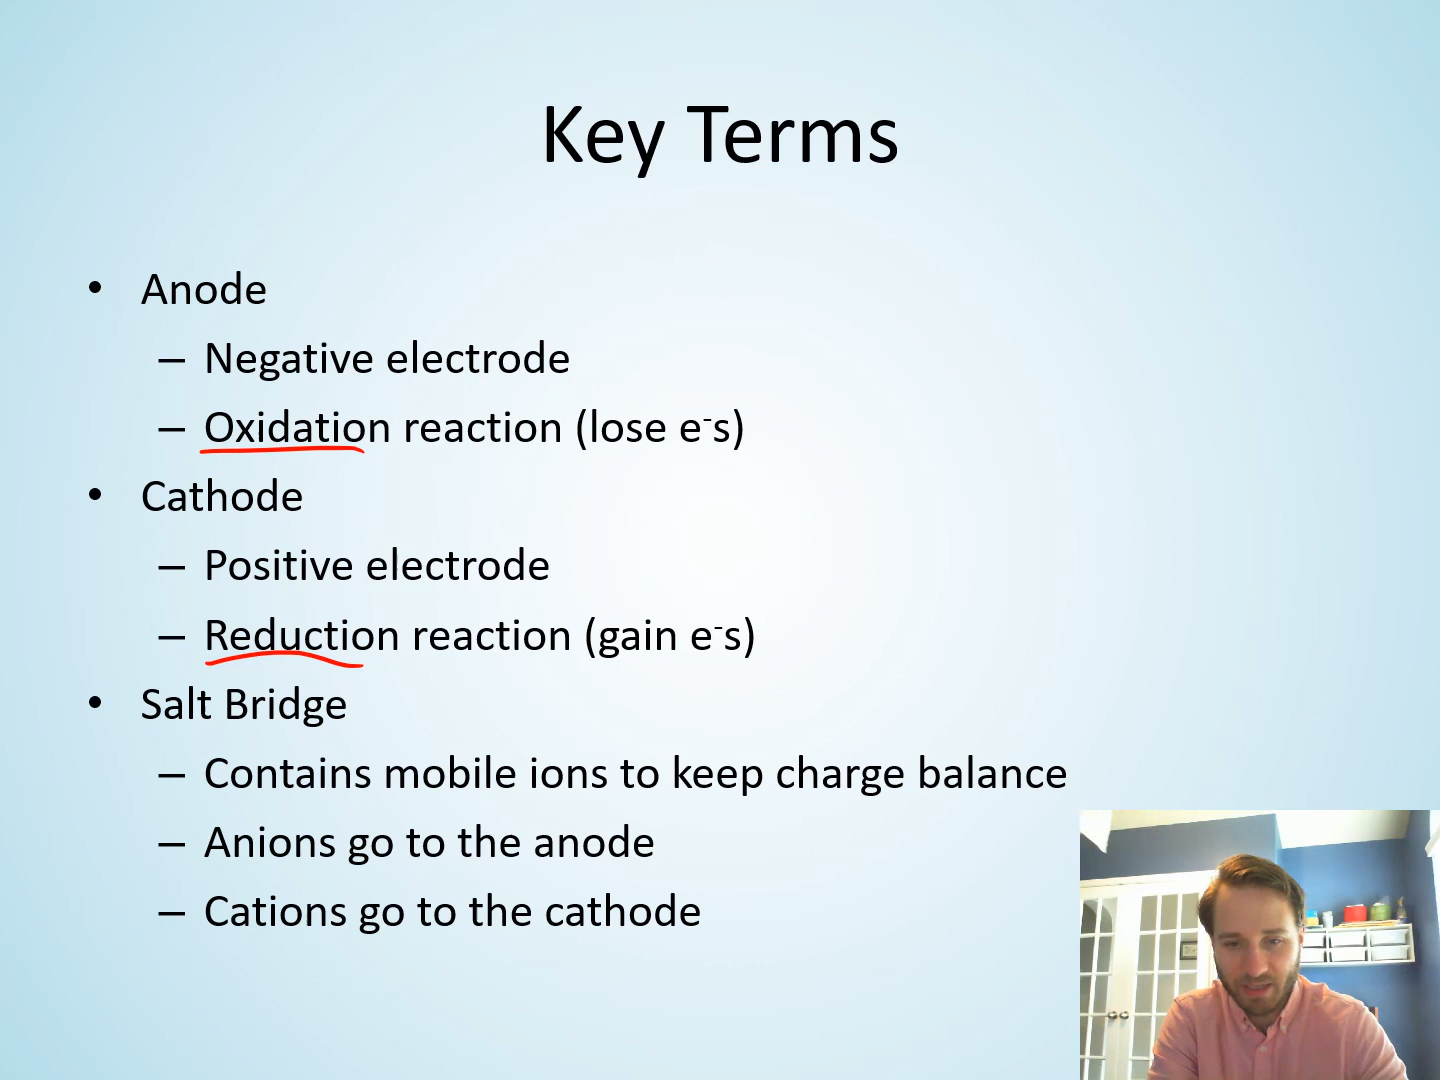 Key Terms
• Anode
– Negative electrode
– Oxidation reaction (lose e⁻s)
• Cathode
– Positive electrode
– Reduction reaction (gain e⁻s)
• Salt Bridge
– Contains mobile ions to keep charge balance
– Anions go to the anode
– Cations go to the cathode